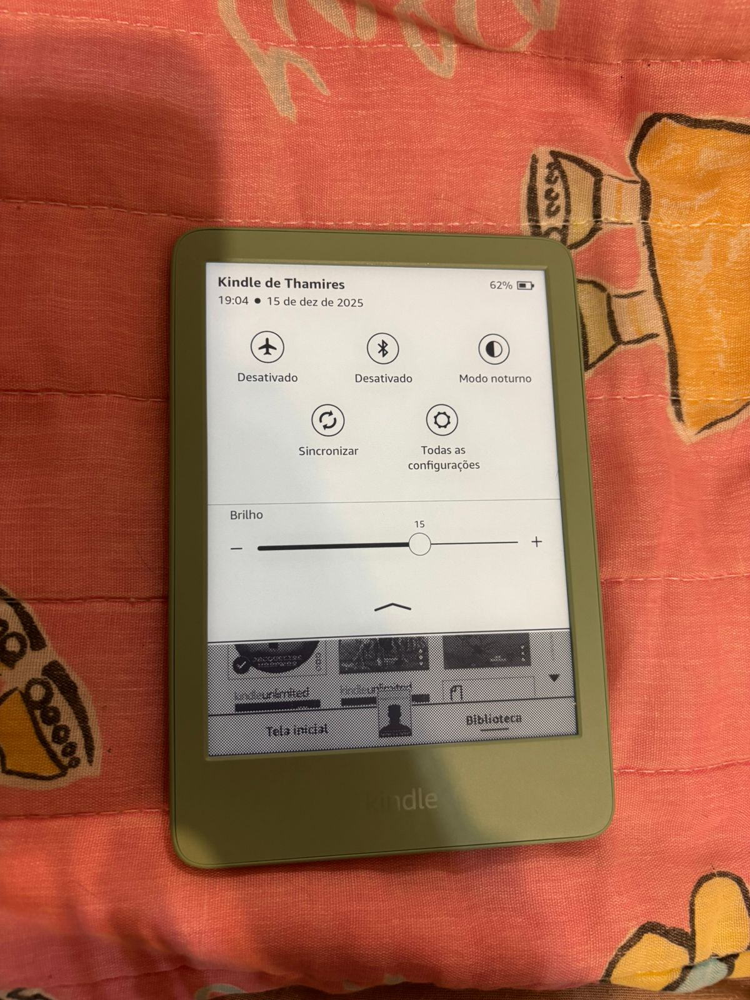 Kindle de Thamires
62%
19:04 ● 15 de dez de 2025
Desativado
Desativado
Modo noturno
Sincronizar
Todas as
configurações
Brilho
15
kindleunlimited
kindleunlimited
Tela inicial
Biblioteca
kindle